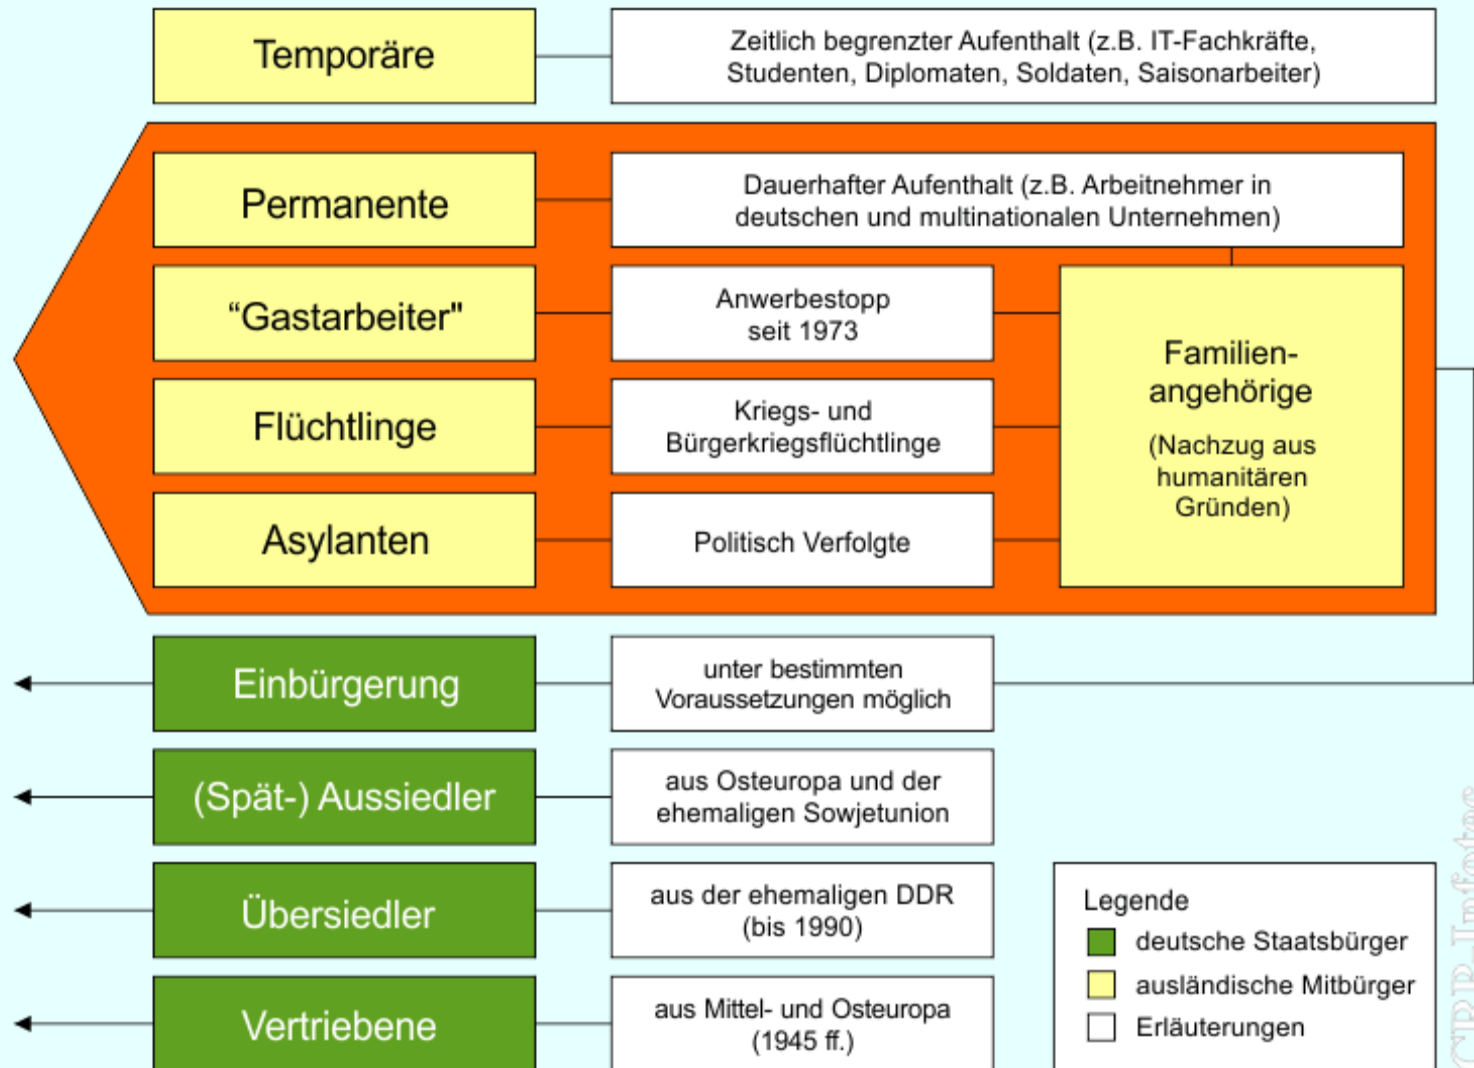 Temporäre
Zeitlich begrenzter Aufenthalt (z.B. IT-Fachkräfte,
Studenten, Diplomaten, Soldaten, Saisonarbeiter)
Permanente
Dauerhafter Aufenthalt (z.B. Arbeitnehmer in
deutschen und multinationalen Unternehmen)
“Gastarbeiter"
Anwerbestopp
seit 1973
Familien-
angehörige
(Nachzug aus
humanitären
Gründen)
Flüchtlinge
Kriegs- und
Bürgerkriegsflüchtlinge
Asylanten
Politisch Verfolgte
Einbürgerung
unter bestimmten
Voraussetzungen möglich
(Spät-) Aussiedler
aus Osteuropa und der
ehemaligen Sowjetunion
Übersiedler
aus der ehemaligen DDR
(bis 1990)
Vertriebene
aus Mittel- und Osteuropa
(1945 ff.)
Legende
deutsche Staatsbürger
ausländische Mitbürger
Erläuterungen